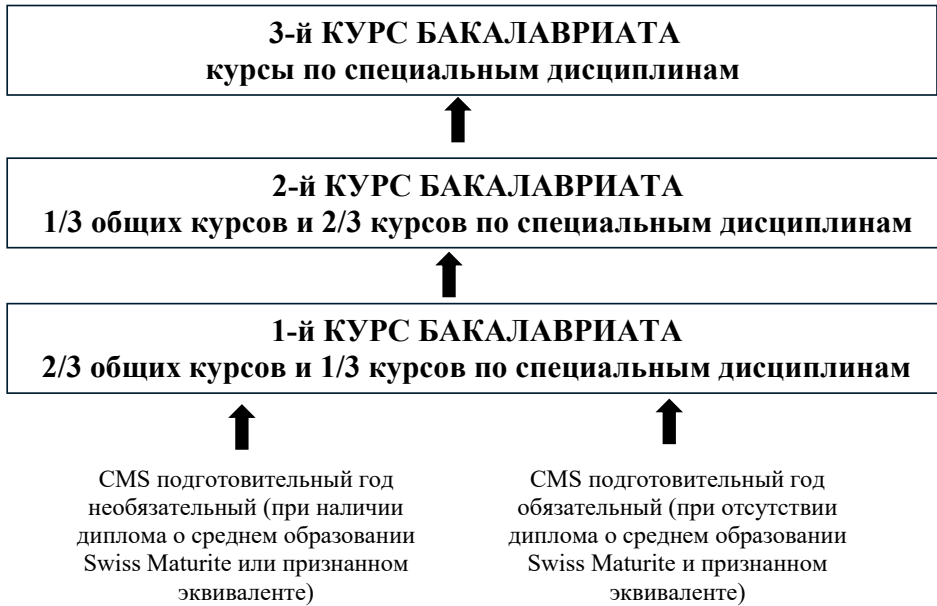 3-й КУРС БАКАЛАВРИАТА
курсы по специальным дисциплинам
2-й КУРС БАКАЛАВРИАТА
1/3 общих курсов и 2/3 курсов по специальным дисциплинам
1-й КУРС БАКАЛАВРИАТА
2/3 общих курсов и 1/3 курсов по специальным дисциплинам
CMS подготовительный год
необязательный (при наличии
диплома о среднем образовании
Swiss Maturite или признанном
эквиваленте)
CMS подготовительный год
обязательный (при отсутствии
диплома о среднем образовании
Swiss Maturite и признанном
эквиваленте)